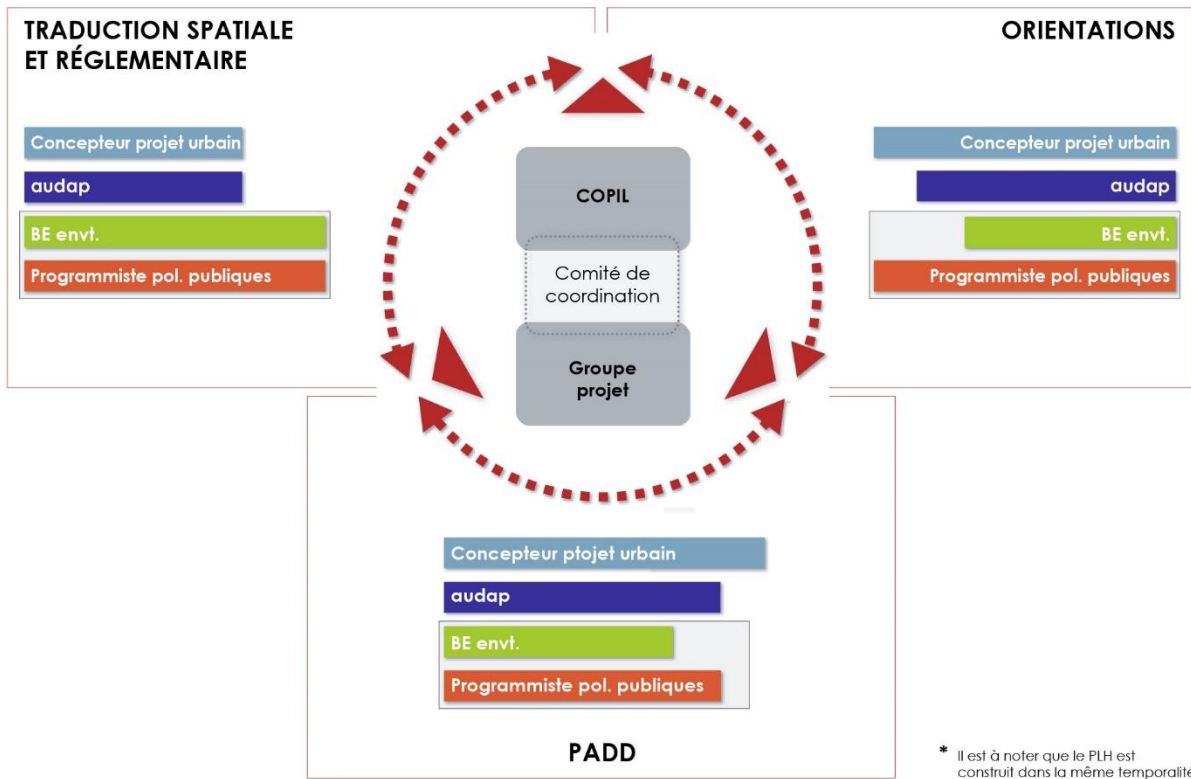 TRADUCTION SPATIALE
ET RÉGLEMENTAIRE
Concepteur projet urbain
audap
BE envt.
Programmiste pol. publiques
ORIENTATIONS
Concepteur projet urbain
audap
BE envt.
Programmiste pol. publiques
COPIL
Comité de
coordination
Groupe
projet
Concepteur ptojet urbain
audap
BE envt.
Programmiste pol. publiques
PADD
* Il est à noter que le PLH est
construit dans la même temporalité